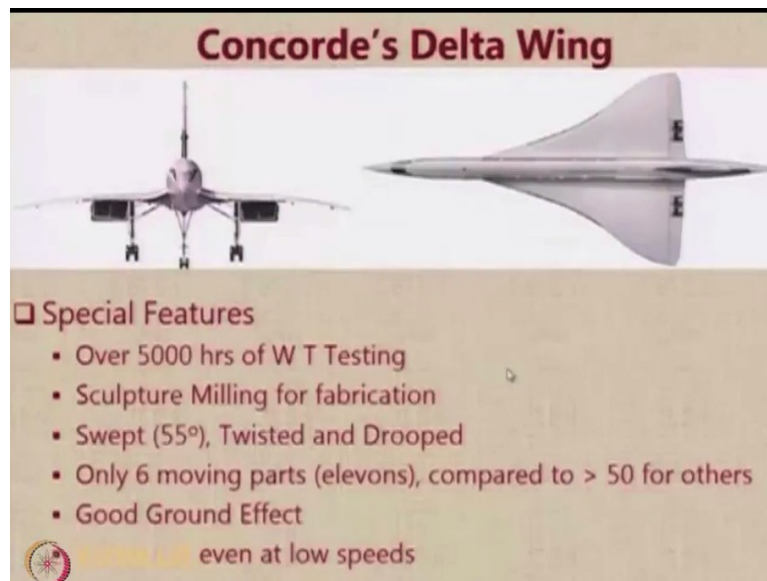 Concorde's Delta Wing
❑ Special Features
▪ Over 5000 hrs of W T Testing
▪ Sculpture Milling for fabrication
▪ Swept (55º), Twisted and Drooped
▪ Only 6 moving parts (elevons), compared to > 50 for others
▪ Good Ground Effect
even at low speeds